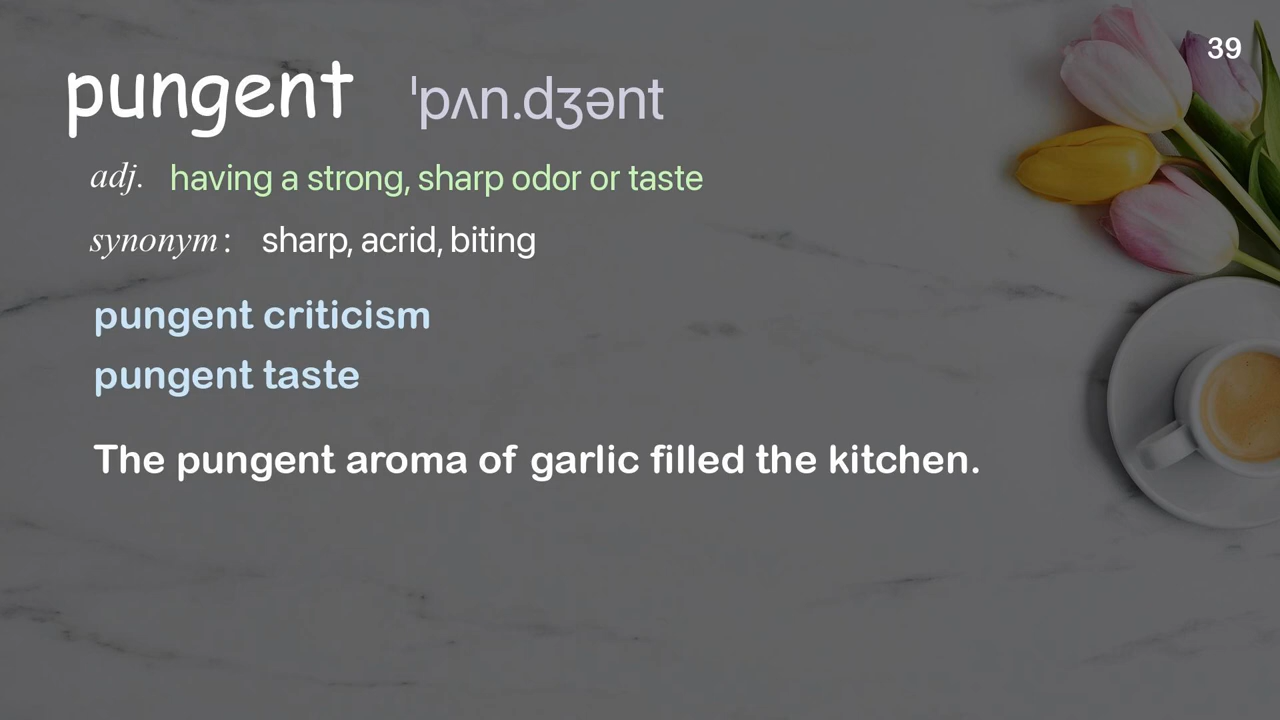 39
pungent ˈpʌn.dʒənt
adj. having a strong, sharp odor or taste
synonym: sharp, acrid, biting
pungent criticism
pungent taste
The pungent aroma of garlic filled the kitchen.